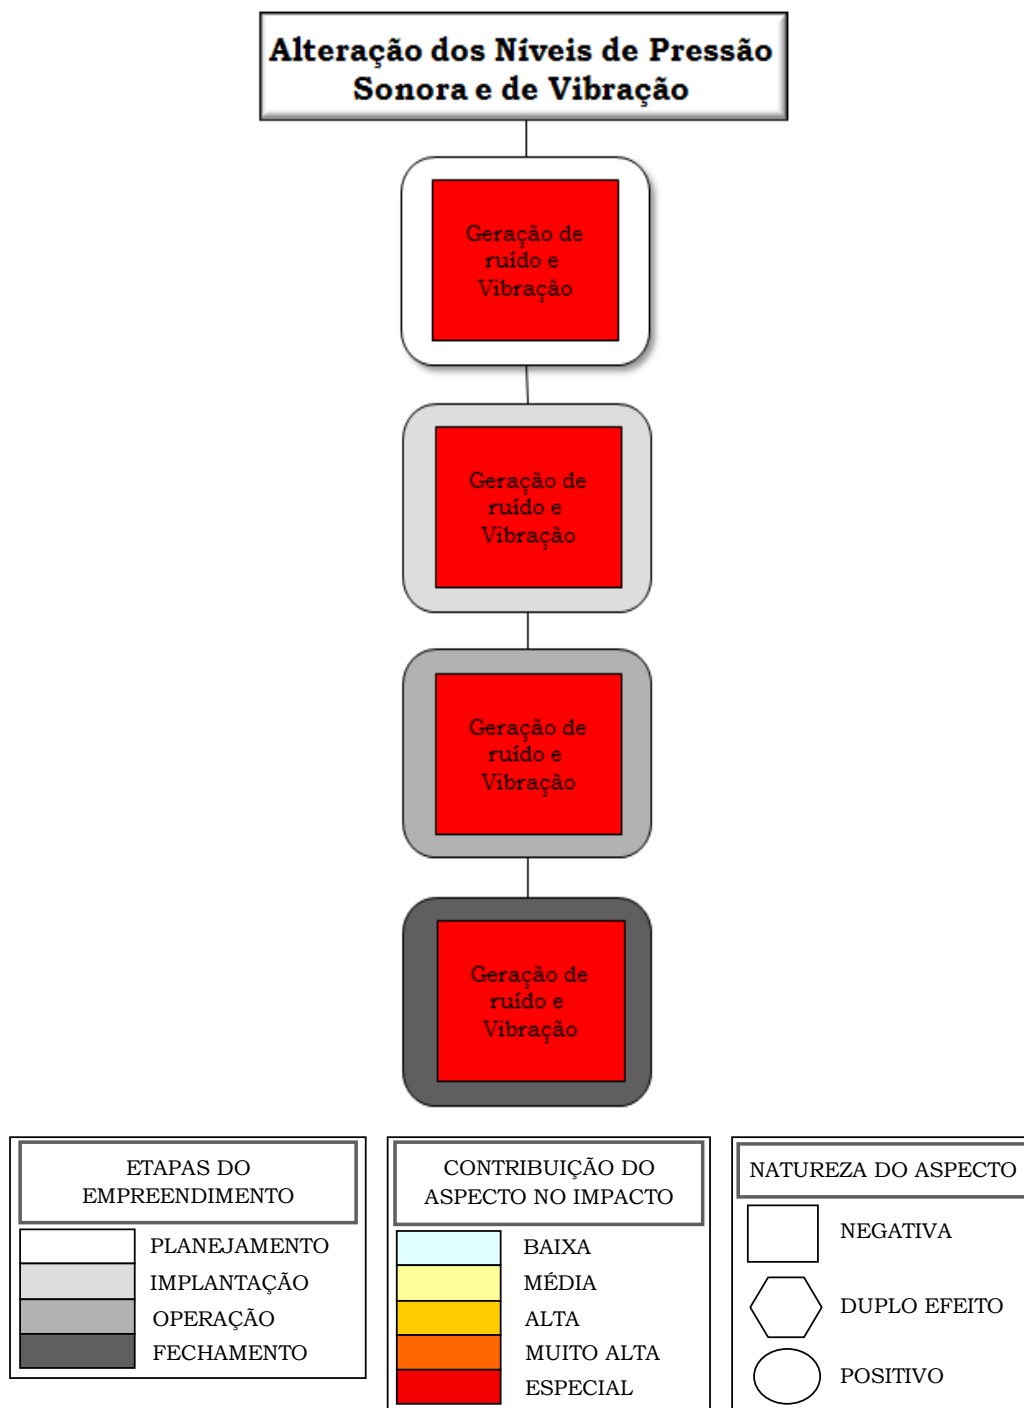 Alteração dos Níveis de Pressão
Sonora e de Vibração
Geração de
ruído e
Vibração
Geração de
ruído e
Vibração
Geração de
ruído e
Vibração
Geração de
ruído e
Vibração
ETAPAS DO
EMPREENDIMENTO
PLANEJAMENTO
IMPLANTAÇÃO
OPERAÇÃO
FECHAMENTO
CONTRIBUIÇÃO DO
ASPECTO NO IMPACTO
BAIXA
MÉDIA
ALTA
MUITO ALTA
ESPECIAL
NATUREZA DO ASPECTO
NEGATIVA
DUPLO EFEITO
POSITIVO